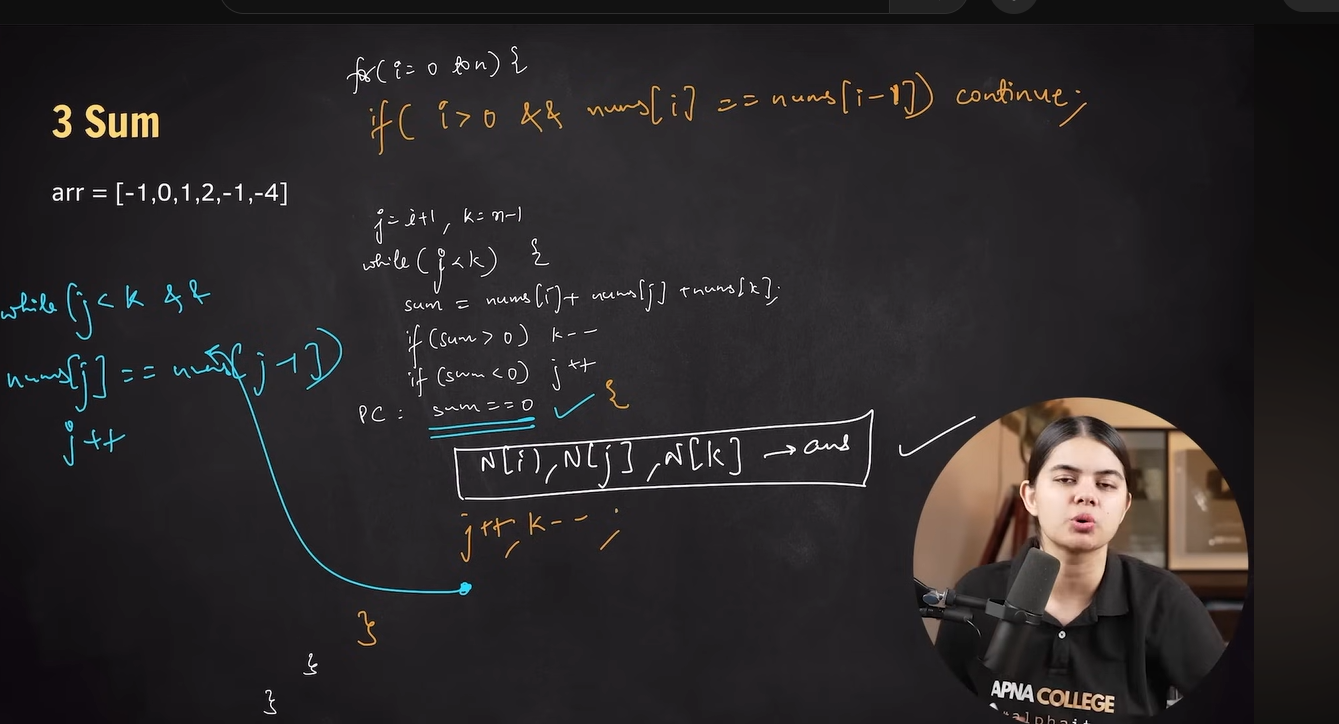 3 Sum
arr = [-1,0,1,2,-1,-4]
for(i= 0 to n) {
if( i>0 && nums[i] == nums[i-1]) continue;
j= i+1, k= n-1
while(j<k) {
sum = nums[i]+ nums[j] +nums[k];
if (sum > 0) k--
if (sum <0) j++
PC : sum==0 {
N[i], N[j], N[k] → ans
j++, k-- ;
while (j< k &&
nums[j] == nums[j-1])
j++
}
}
}
APNA COLLEGE